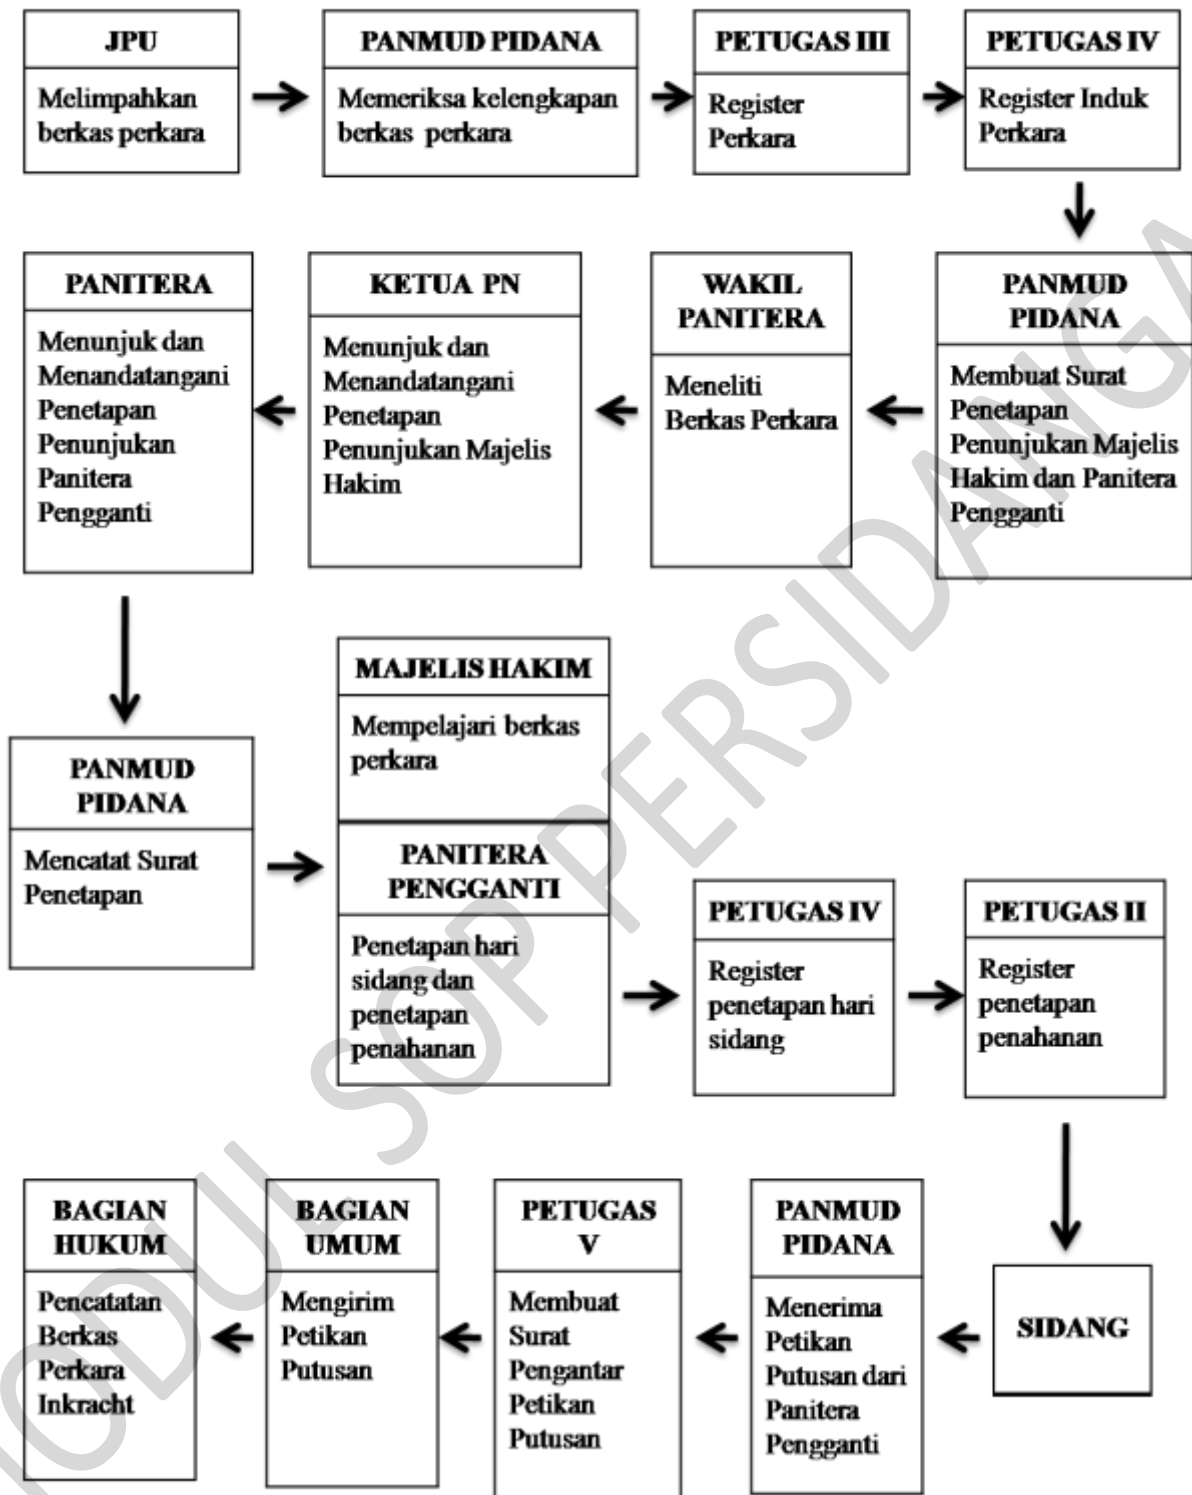 JPU
Melimpahkan
berkas perkara
PANMUD PIDANA
Memeriksa kelengkapan
berkas perkara
PETUGAS III
Register
Perkara
PETUGAS IV
Register Induk
Perkara
PANMUD
PIDANA
Membuat Surat
Penetapan
Penunjukan Majelis
Hakim dan Panitera
Pengganti
WAKIL
PANITERA
Meneliti
Berkas Perkara
KETUA PN
Menunjuk dan
Menandatangani
Penetapan
Penunjukan Majelis
Hakim
PANITERA
Menunjuk dan
Menandatangani
Penetapan
Penunjukan
Panitera
Pengganti
PANMUD
PIDANA
Mencatat Surat
Penetapan
MAJELIS HAKIM
Mempelajari berkas
perkara
PANITERA
PENGGANTI
Penetapan hari
sidang dan
penetapan
penahanan
PETUGAS IV
Register
penetapan hari
sidang
PETUGAS II
Register
penetapan
penahanan
SIDANG
PANMUD
PIDANA
Menerima
Petikan
Putusan dari
Panitera
Pengganti
PETUGAS
V
Membuat
Surat
Pengantar
Petikan
Putusan
BAGIAN
UMUM
Mengirim
Petikan
Putusan
BAGIAN
HUKUM
Pencatatan
Berkas
Perkara
Inkracht
MODUL SOP PERSIDANGA